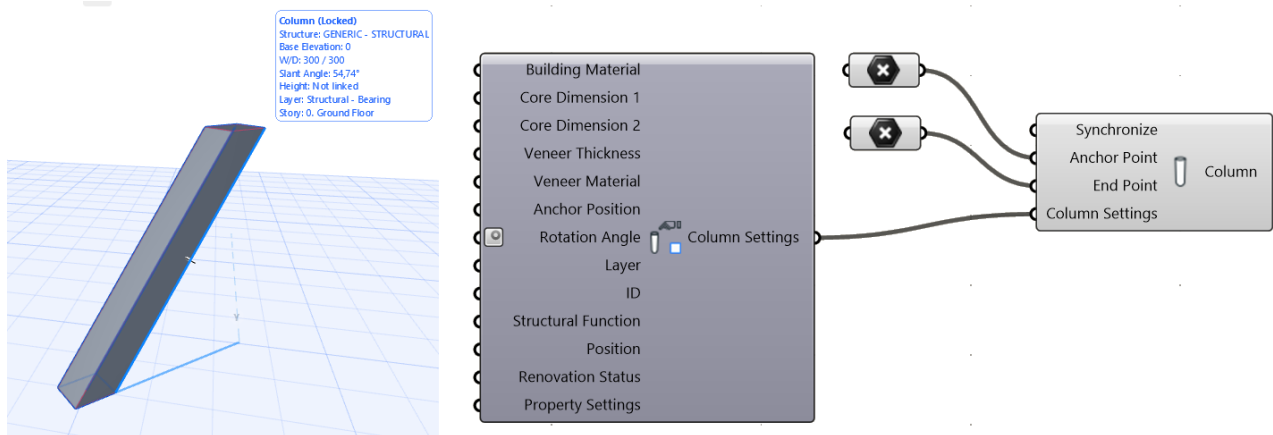 Column (Locked)
Structure: GENERIC - STRUCTURAL
Base Elevation: 0
W/D: 300 / 300
Slant Angle: 54,74°
Height: Not linked
Layer: Structural - Bearing
Story: 0. Ground Floor
Building Material
Core Dimension 1
Core Dimension 2
Veneer Thickness
Veneer Material
Anchor Position
Rotation Angle
Layer
ID
Structural Function
Position
Renovation Status
Property Settings
Column Settings
Synchronize
Anchor Point
End Point
Column Settings
Column